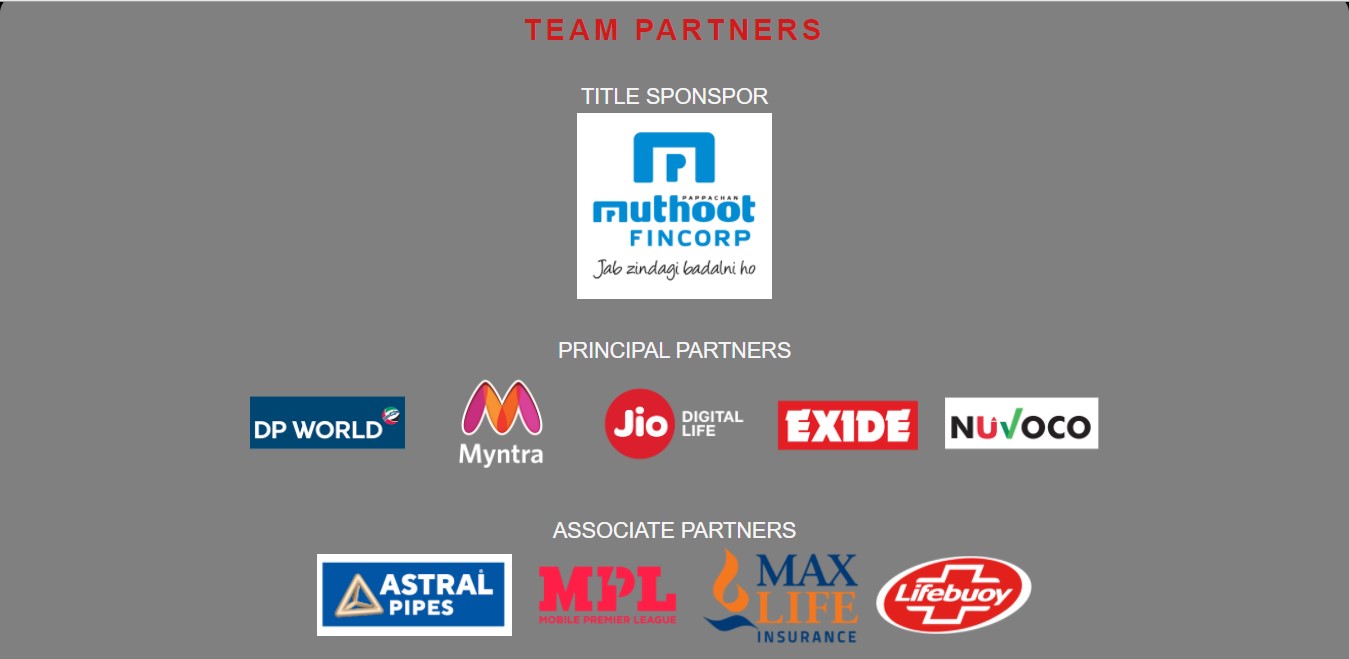 TEAM PARTNERS
TITLE SPONSPOR
P
PAPPACHAN
muthoot
FINCORP
Jab zindagi badalni ho
PRINCIPAL PARTNERS
DP WORLD
Myntra
Jio DIGITAL
LIFE
EXIDE
NUVOCO
ASSOCIATE PARTNERS
ASTRAL
PIPES
MPL
MOBILE PREMIER LEAGUE
MAX
LIFE
INSURANCE
Lifebuoy